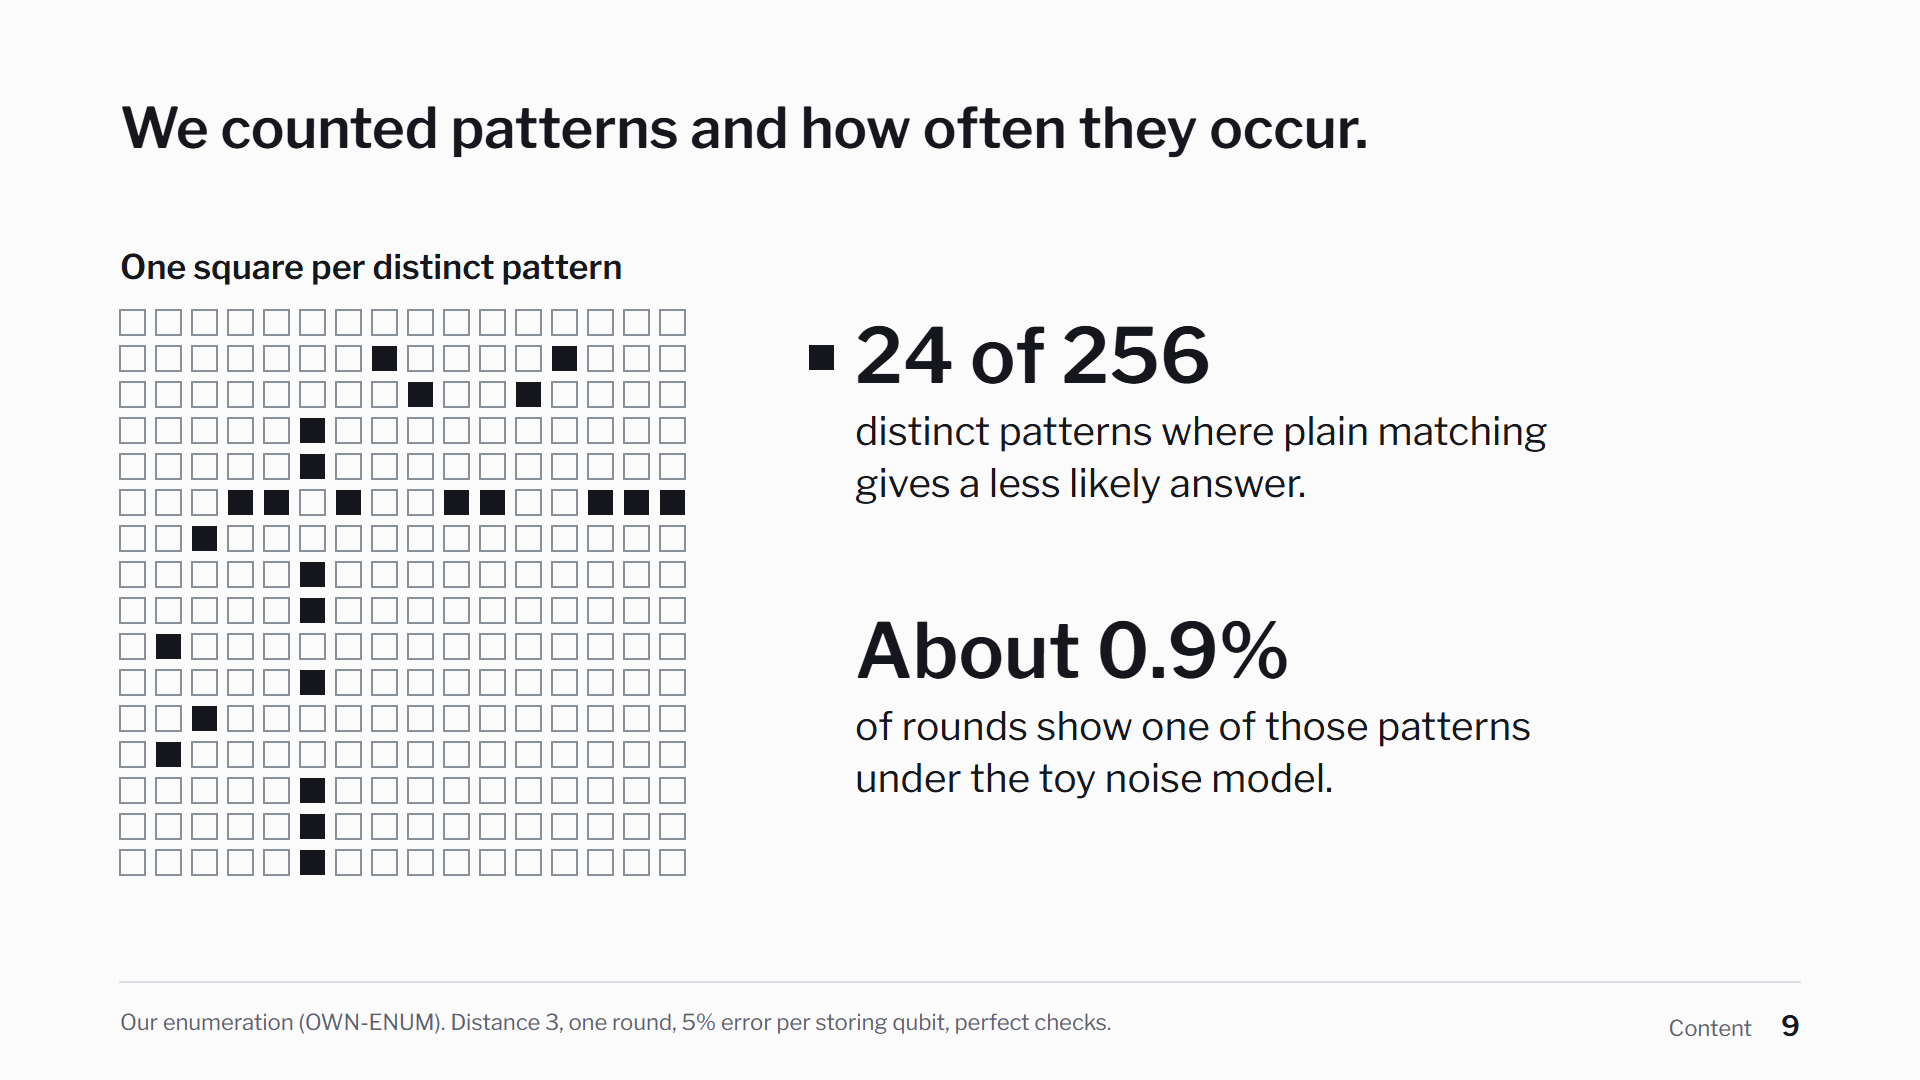 We counted patterns and how often they occur.
One square per distinct pattern
24 of 256
distinct patterns where plain matching
gives a less likely answer.
About 0.9%
of rounds show one of those patterns
under the toy noise model.
Our enumeration (OWN-ENUM). Distance 3, one round, 5% error per storing qubit, perfect checks.
Content 9